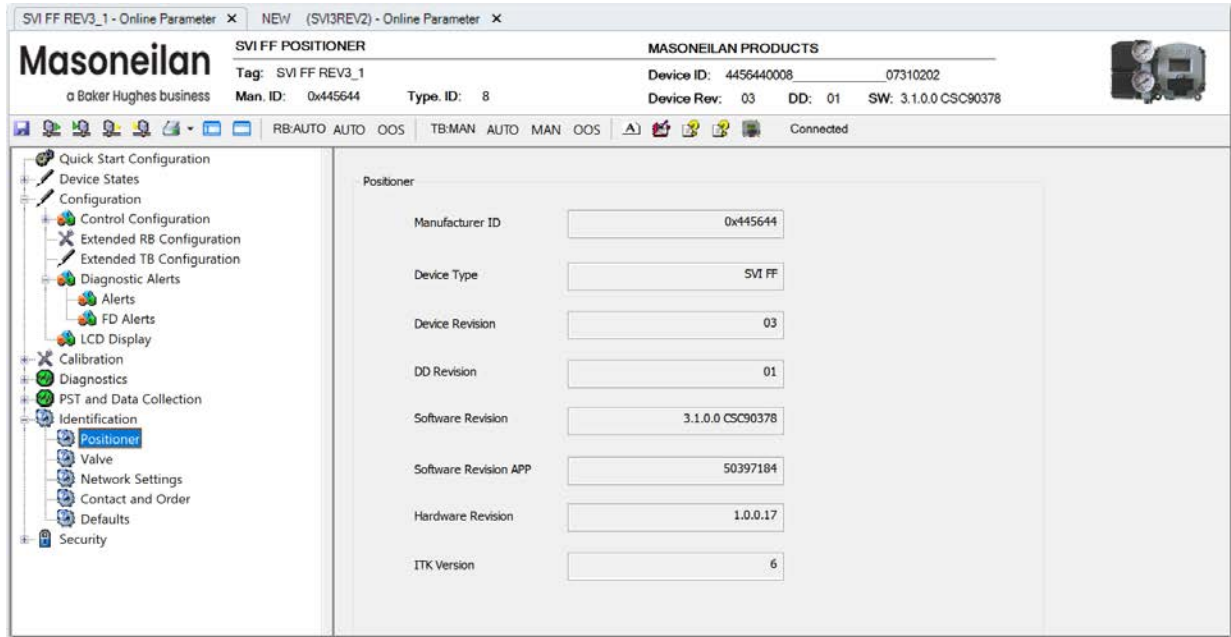 SVI FF REV3_1 - Online Parameter X NEW (SVI3REV2) - Online Parameter X
Masoneilan
a Baker Hughes business
SVI FF POSITIONER
MASONEILAN PRODUCTS
Tag: SVI FF REV3_1
Device ID: 4456440008________07310202
Man. ID: 0x445644 Type. ID: 8
Device Rev: 03 DD: 01 SW: 3.1.0.0 CSC90378
RB:AUTO AUTO OOS TB:MAN AUTO MAN OOS Connected
Quick Start Configuration
Device States
Configuration
Control Configuration
Extended RB Configuration
Extended TB Configuration
Diagnostic Alerts
Alerts
FD Alerts
LCD Display
Calibration
Diagnostics
PST and Data Collection
Identification
Positioner
Valve
Network Settings
Contact and Order
Defaults
Security
Positioner
Manufacturer ID 0x445644
Device Type SVI FF
Device Revision 03
DD Revision 01
Software Revision 3.1.0.0 CSC90378
Software Revision APP 50397184
Hardware Revision 1.0.0.17
ITK Version 6